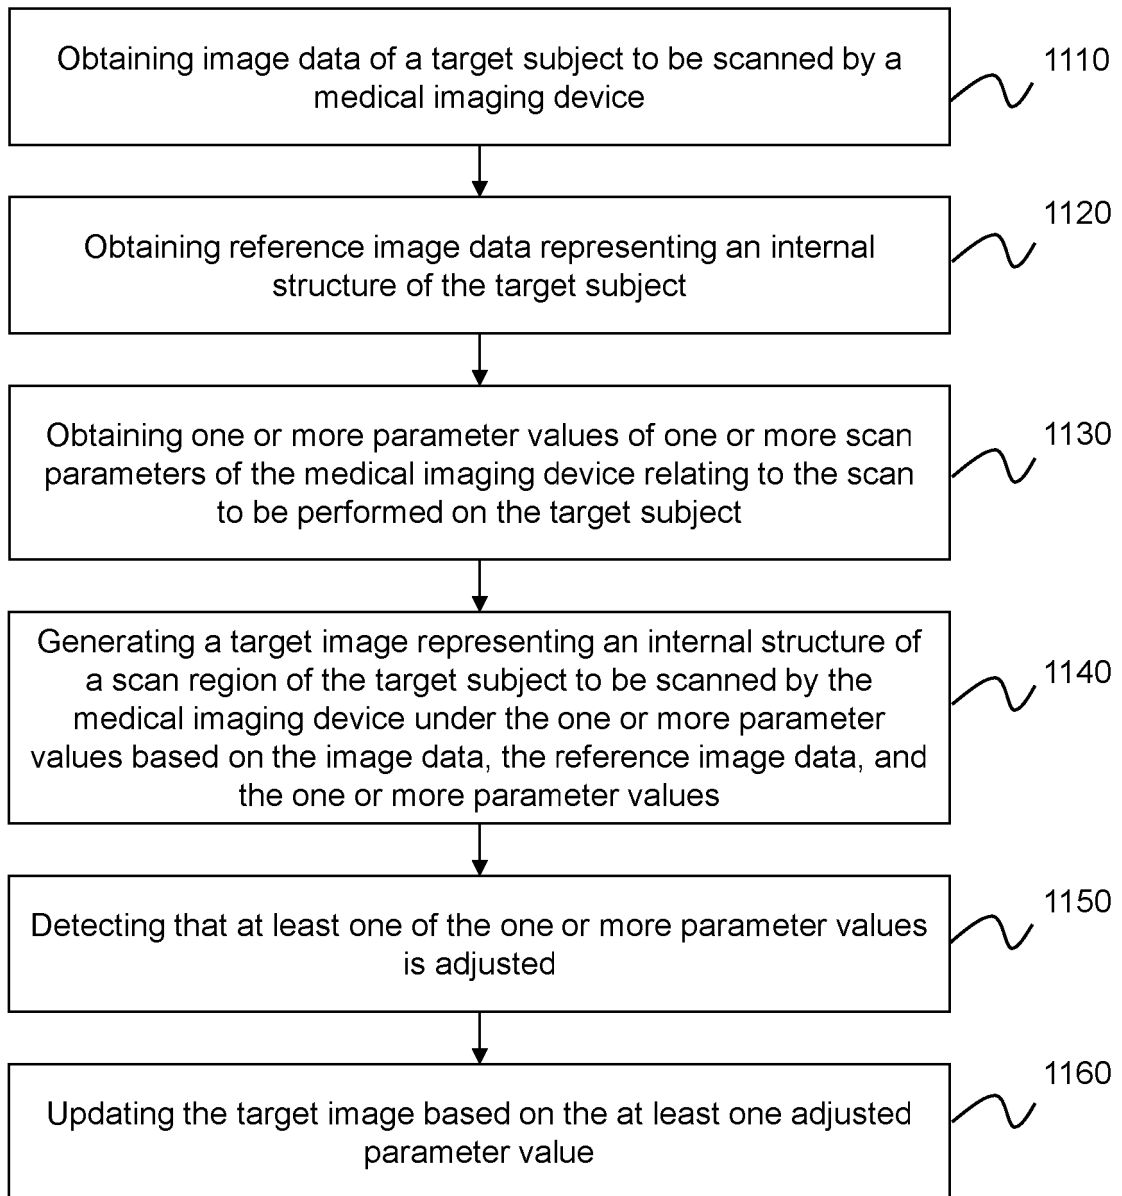 Obtaining image data of a target subject to be scanned by a
medical imaging device
1110
Obtaining reference image data representing an internal
structure of the target subject
1120
Obtaining one or more parameter values of one or more scan
parameters of the medical imaging device relating to the scan
to be performed on the target subject
1130
Generating a target image representing an internal structure of
a scan region of the target subject to be scanned by the
medical imaging device under the one or more parameter
values based on the image data, the reference image data, and
the one or more parameter values
1140
Detecting that at least one of the one or more parameter values
is adjusted
1150
Updating the target image based on the at least one adjusted
parameter value
1160